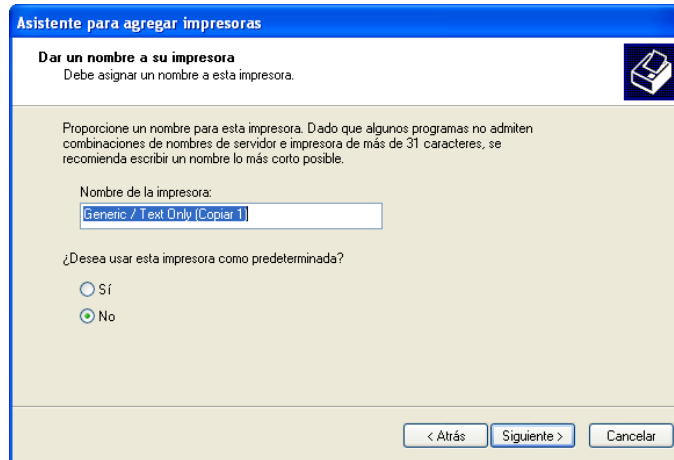 Asistente para agregar impresoras
Dar un nombre a su impresora
Debe asignar un nombre a esta impresora.
Proporcione un nombre para esta impresora. Dado que algunos programas no admiten
combinaciones de nombres de servidor e impresora de más de 31 caracteres, se
recomienda escribir un nombre lo más corto posible.
Nombre de la impresora:
Generic / Text Only (Copiar 1)
¿Desea usar esta impresora como predeterminada?
Sí
No
< Atrás
Siguiente >
Cancelar